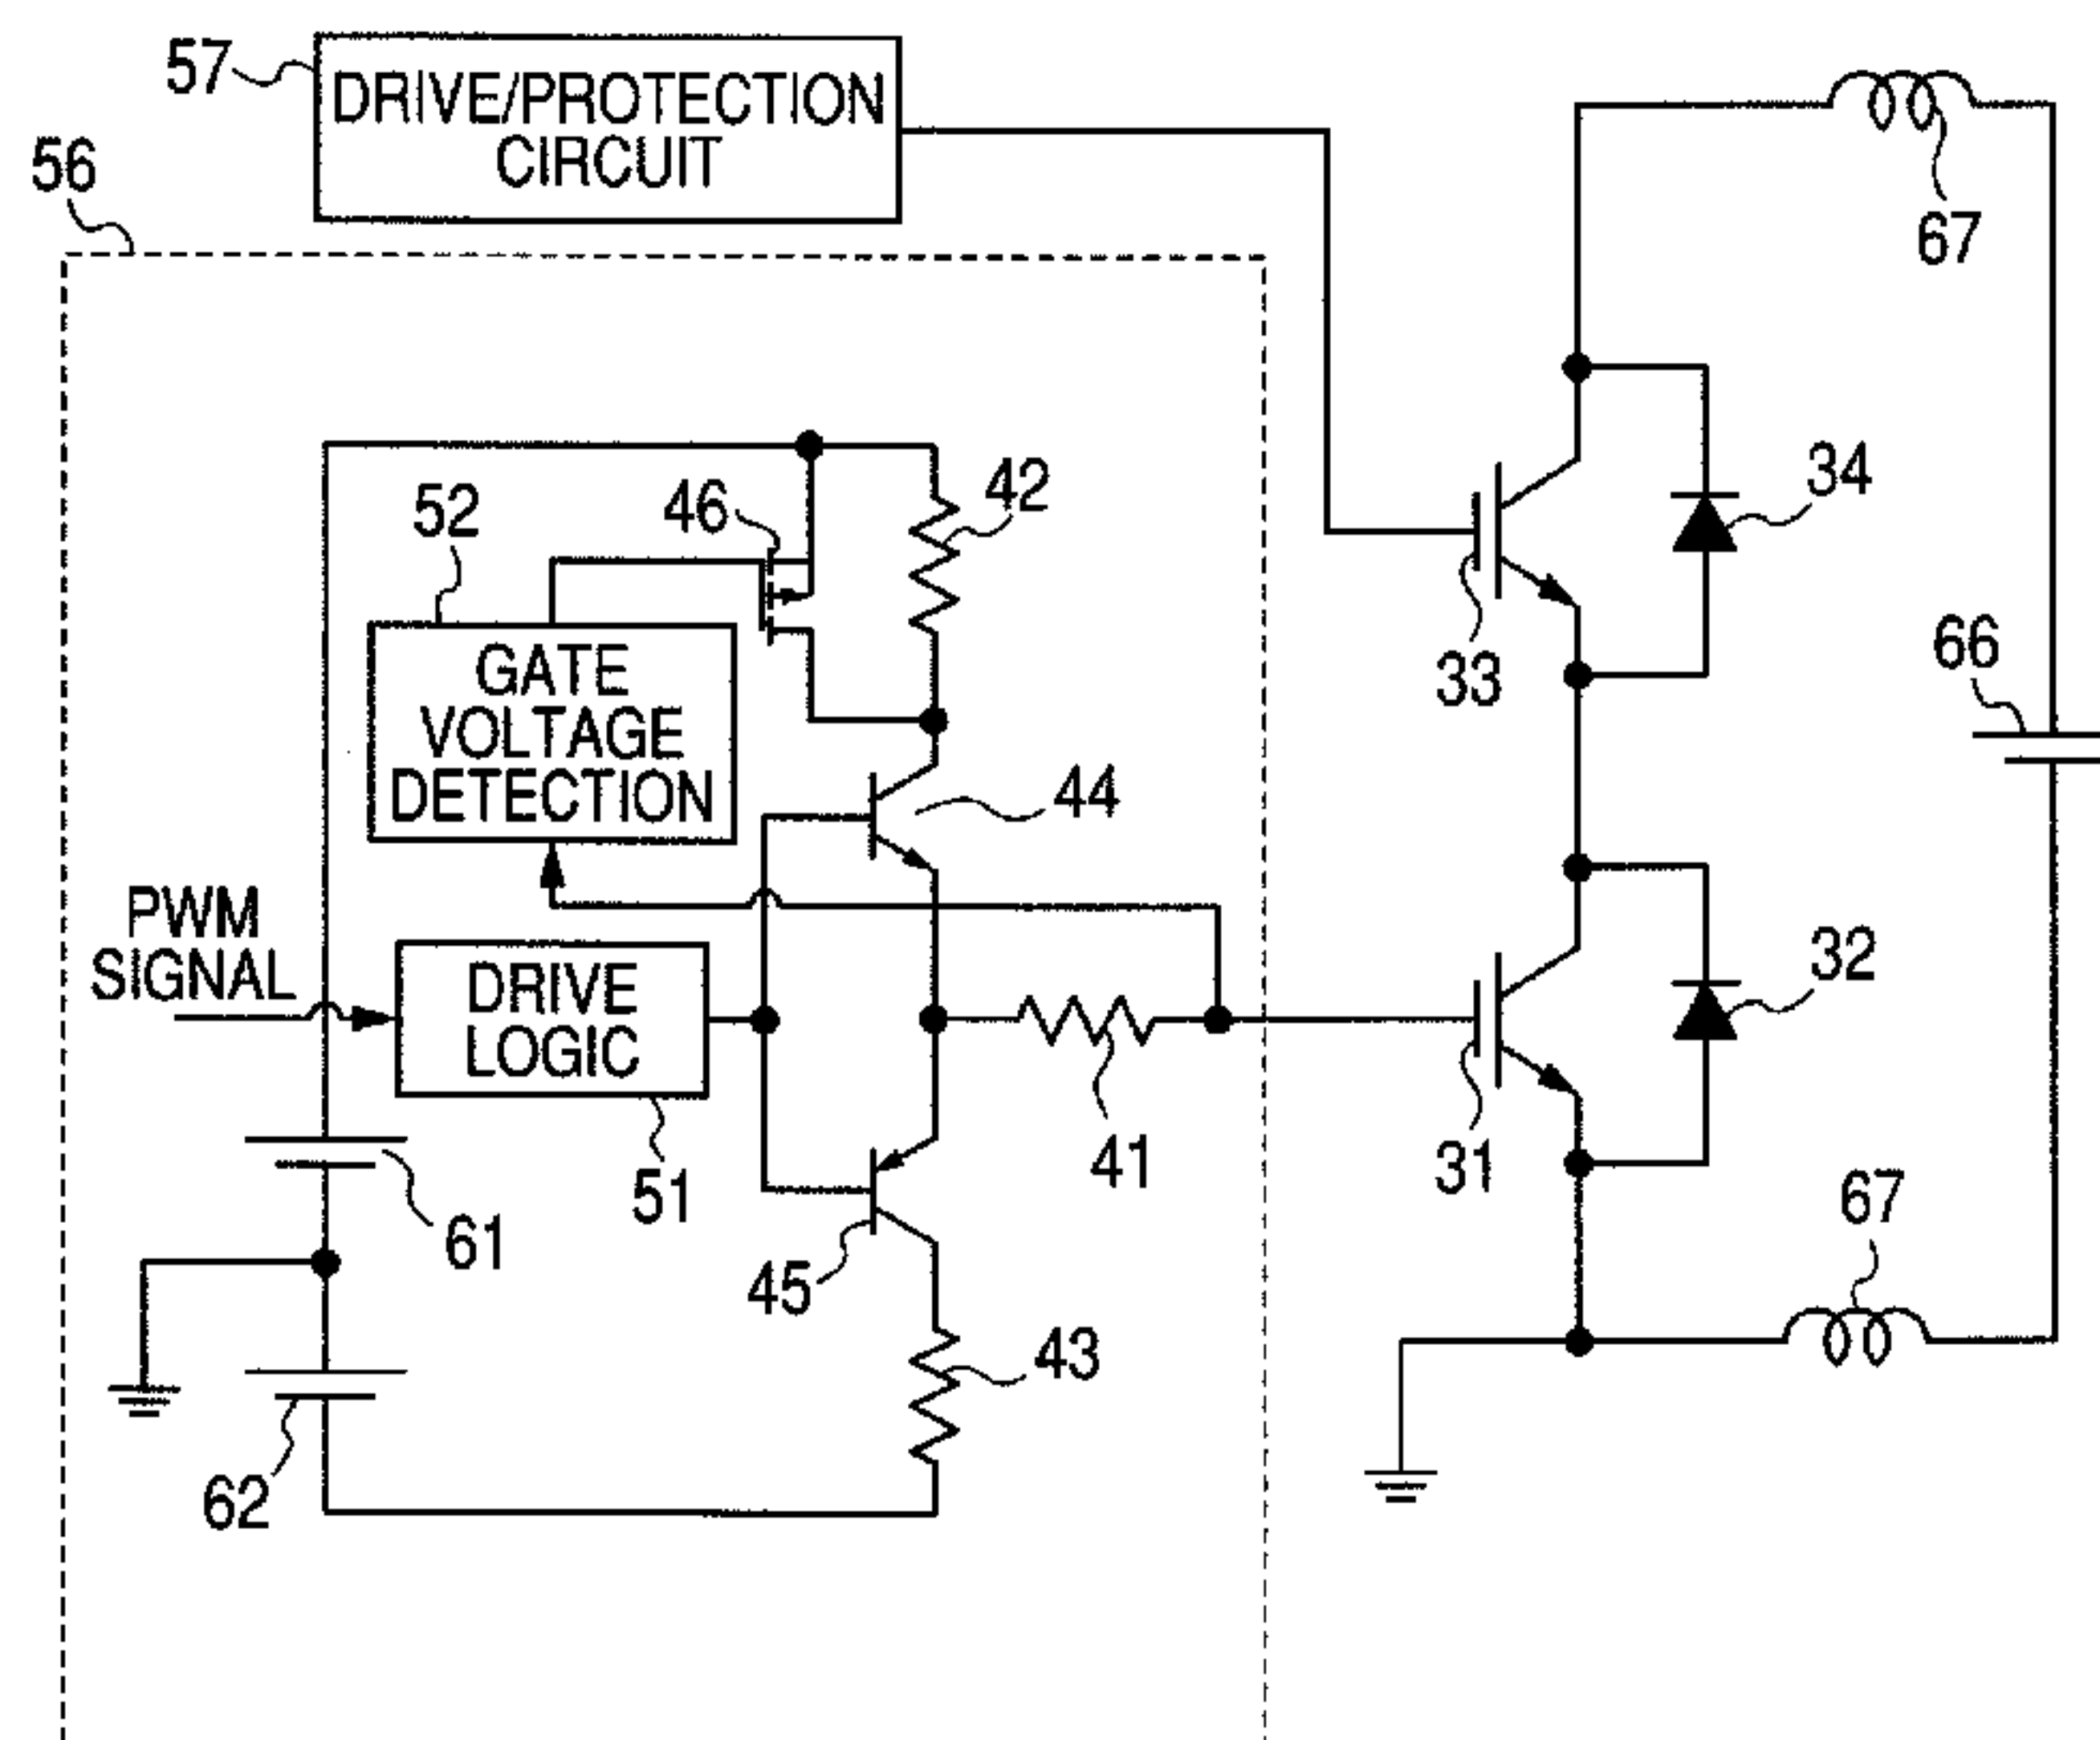 57
DRIVE/PROTECTION
CIRCUIT
56
67
52
46
42
34
GATE
VOLTAGE
DETECTION
33
66
44
PWM
SIGNAL
DRIVE
LOGIC
32
51
41
31
61
45
67
43
62